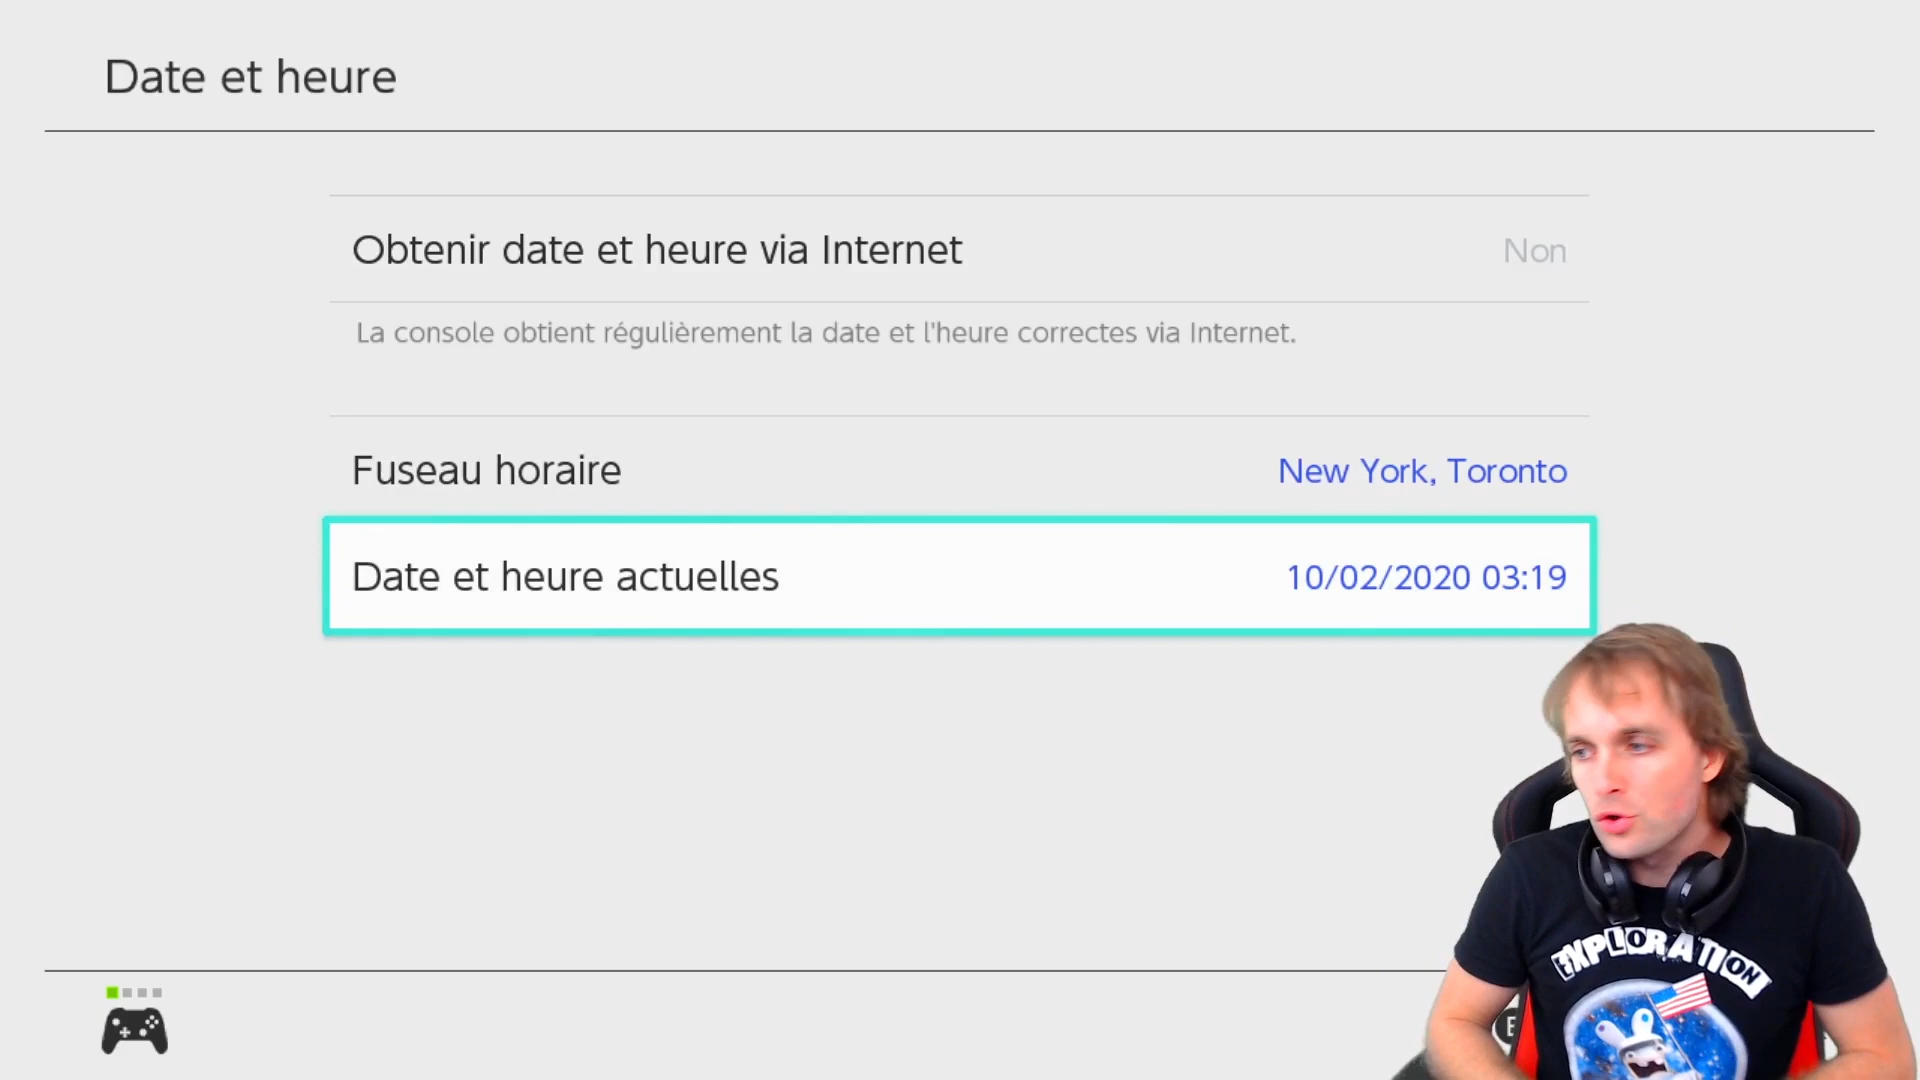 Date et heure
Obtenir date et heure via Internet Non
La console obtient régulièrement la date et l'heure correctes via Internet.
Fuseau horaire New York, Toronto
Date et heure actuelles 10/02/2020 03:19
EXPLORATION